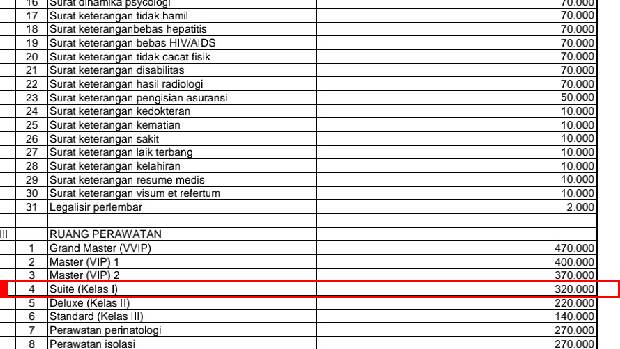 16 Surat dinamika psycologi 70.000
17 Surat keterangan tidak hamil 70.000
18 Surat keteranganbebas hepatitis 70.000
19 Surat keterangan bebas HIV/AIDS 70.000
20 Surat keterangan tidak cacat fisik 70.000
21 Surat keterangan disabilitas 70.000
22 Surat keterangan hasil radiologi 70.000
23 Surat keterangan pengisian asuransi 50.000
24 Surat keterangan kedokteran 10.000
25 Surat keterangan kematian 10.000
26 Surat keterangan sakit 10.000
27 Surat keterangan laik terbang 10.000
28 Surat keterangan kelahiran 10.000
29 Surat keterangan resume medis 10.000
30 Surat keterangan visum et refertum 10.000
31 Legalisir perlembar 2.000
III RUANG PERAWATAN
1 Grand Master (VVIP) 470.000
2 Master (VIP) 1 400.000
3 Master (VIP) 2 370.000
4 Suite (Kelas I) 320.000
5 Deluxe (Kelas II) 220.000
6 Standard (Kelas III) 140.000
7 Perawatan perinatologi 270.000
8 Perawatan isolasi 270.000